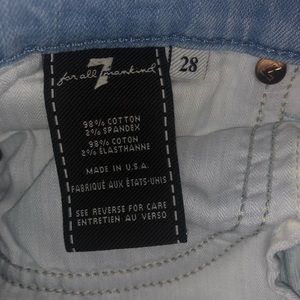 7
for all mankind
28
98% COTTON
2% SPANDEX
98% COTON
2% ELASTHANNE
MADE IN U.S.A.
FABRIQUÉ AUX ÉTATS-UNIS
SEE REVERSE FOR CARE
ENTRETIEN AU VERSO